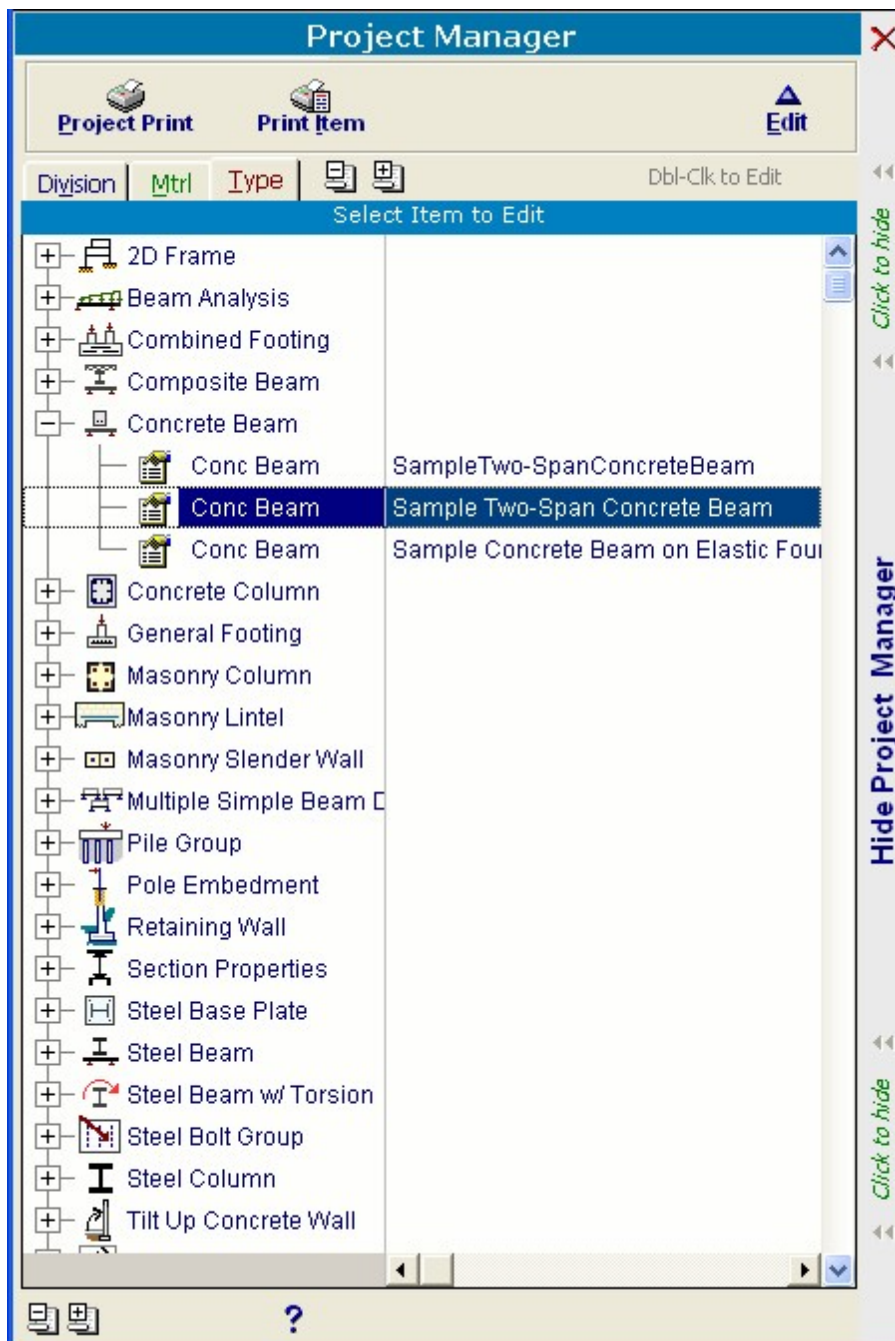 Project Manager
Project Print Print Item Edit
Division Mtrl Type Dbl-Clk to Edit
Select Item to Edit
2D Frame
Beam Analysis
Combined Footing
Composite Beam
Concrete Beam
Conc Beam SampleTwo-SpanConcreteBeam
Conc Beam Sample Two-Span Concrete Beam
Conc Beam Sample Concrete Beam on Elastic Foun
Concrete Column
General Footing
Masonry Column
Masonry Lintel
Masonry Slender Wall
Multiple Simple Beam D
Pile Group
Pole Embedment
Retaining Wall
Section Properties
Steel Base Plate
Steel Beam
Steel Beam w/ Torsion
Steel Bolt Group
Steel Column
Tilt Up Concrete Wall
?
Click to hide
Hide Project Manager
Click to hide